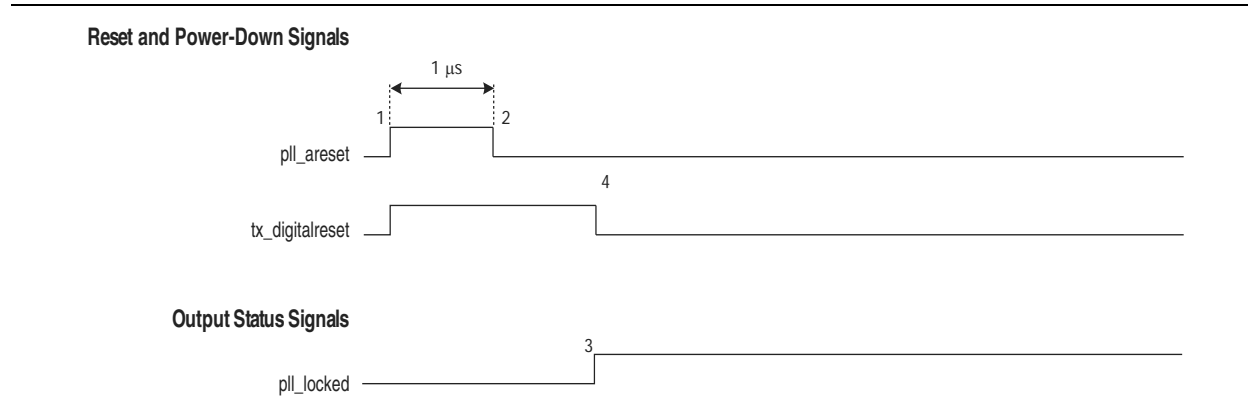 Reset and Power-Down Signals
1 μs
1
2
pll_areset
4
tx_digitalreset
Output Status Signals
3
pll_locked